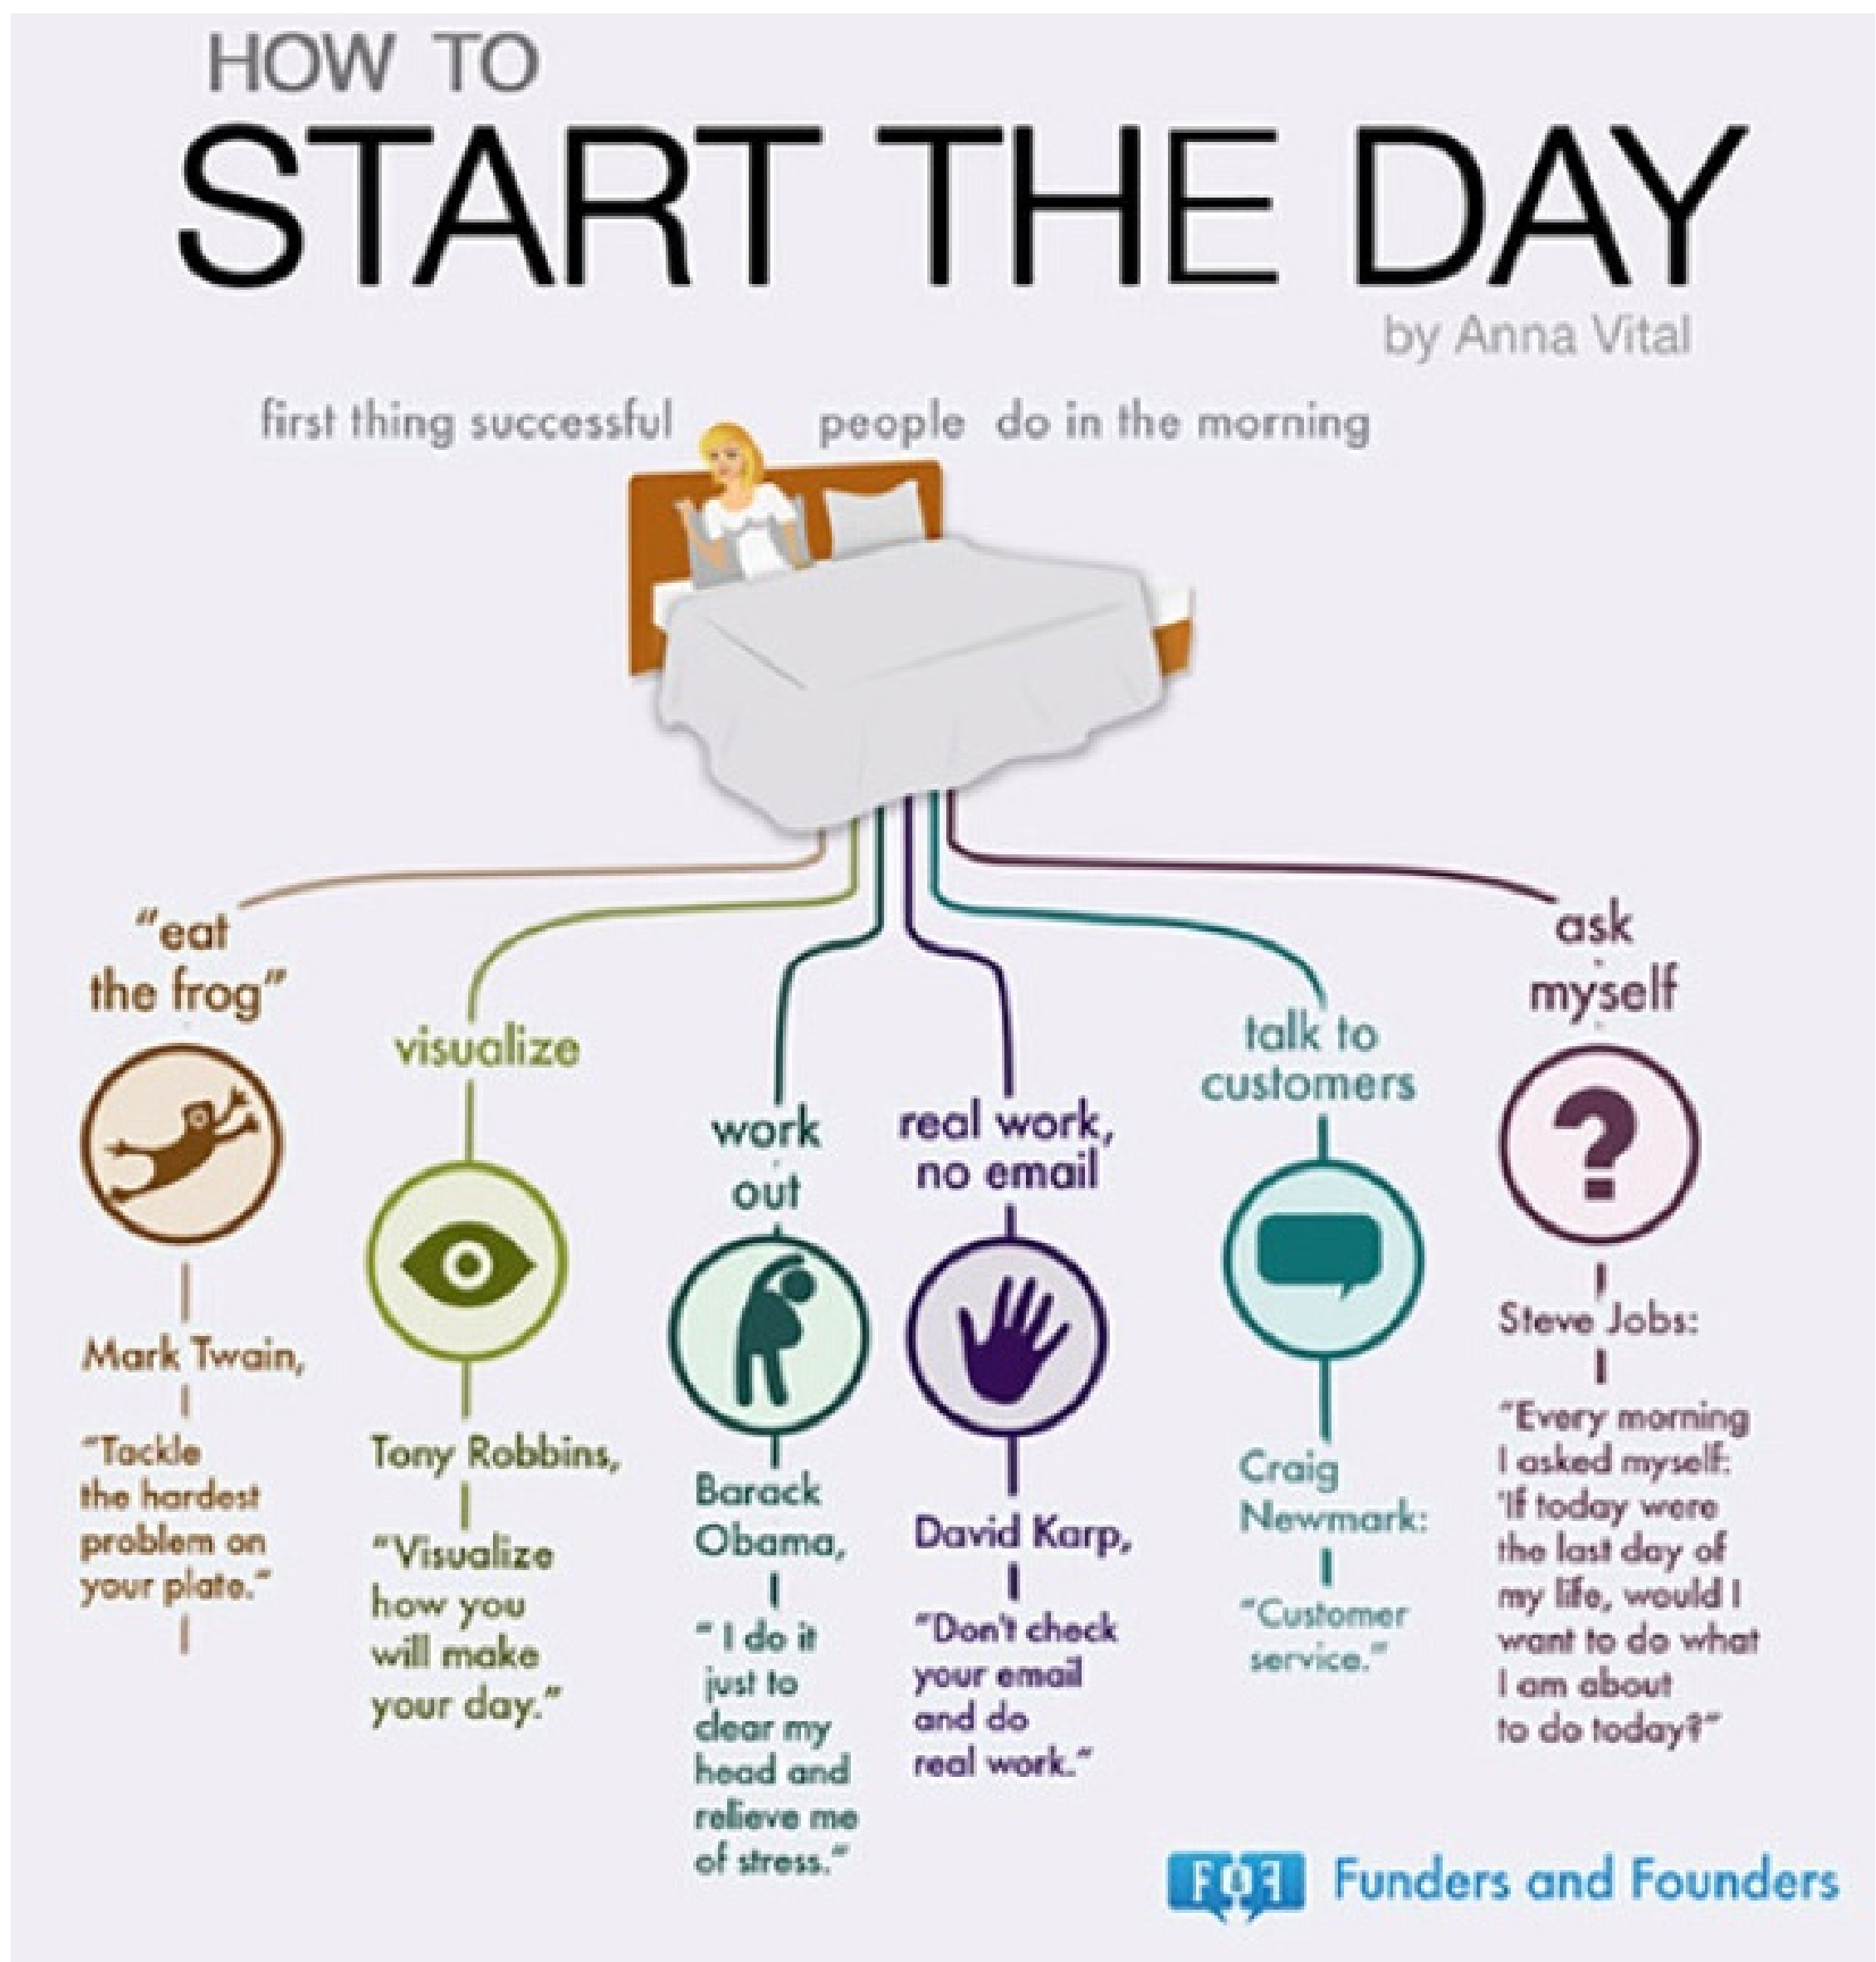 HOW TO
START THE DAY
by Anna Vital
first thing successful people do in the morning
"eat
the frog"
Mark Twain,
"Tackle
the hardest
problem on
your plate."
visualize
Tony Robbins,
"Visualize
how you
will make
your day."
work
out
Barack
Obama,
" I do it
just to
clear my
head and
relieve me
of stress."
real work,
no email
David Karp,
"Don't check
your email
and do
real work."
talk to
customers
Craig
Newmark:
"Customer
service."
ask
myself
?
Steve Jobs:
"Every morning
I asked myself:
'If today were
the last day of
my life, would I
want to do what
I am about
to do today?"
F&F Funders and Founders